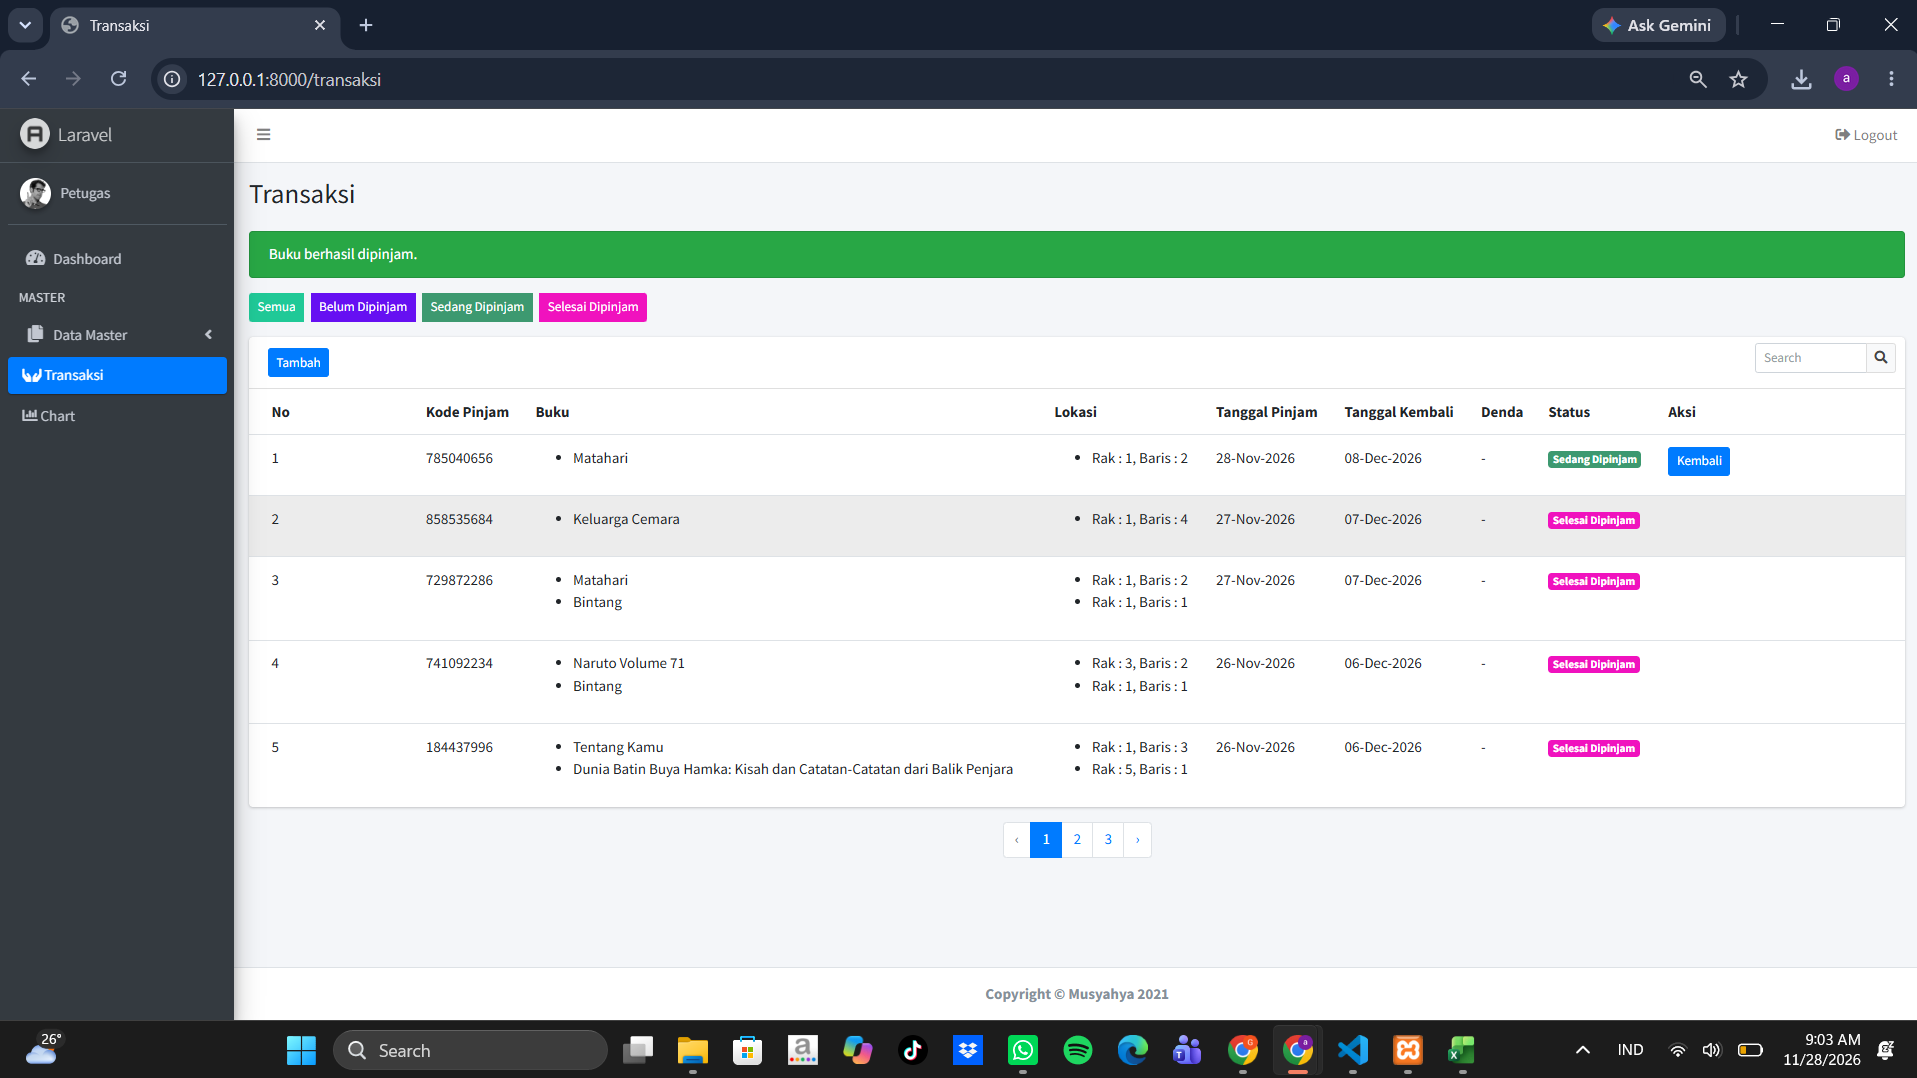 Transaksi
Ask Gemini
127.0.0.1:8000/transaksi
a
Laravel
Logout
Petugas
Dashboard
MASTER
Data Master
Transaksi
Chart
Transaksi
Buku berhasil dipinjam.
Semua Belum Dipinjam Sedang Dipinjam Selesai Dipinjam
Tambah Search
No Kode Pinjam Buku Lokasi Tanggal Pinjam Tanggal Kembali Denda Status Aksi
1 785040656 • Matahari • Rak : 1, Baris : 2 28-Nov-2026 08-Dec-2026 - Sedang Dipinjam Kembali
2 858535684 • Keluarga Cemara • Rak : 1, Baris : 4 27-Nov-2026 07-Dec-2026 - Selesai Dipinjam
3 729872286 • Matahari • Rak : 1, Baris : 2 27-Nov-2026 07-Dec-2026 - Selesai Dipinjam
• Bintang • Rak : 1, Baris : 1
4 741092234 • Naruto Volume 71 • Rak : 3, Baris : 2 26-Nov-2026 06-Dec-2026 - Selesai Dipinjam
• Bintang • Rak : 1, Baris : 1
5 184437996 • Tentang Kamu • Rak : 1, Baris : 3 26-Nov-2026 06-Dec-2026 - Selesai Dipinjam
• Dunia Batin Buya Hamka: Kisah dan Catatan-Catatan dari Balik Penjara • Rak : 5, Baris : 1
‹ 1 2 3 ›
Copyright © Musyahya 2021
26°
Search
IND
9:03 AM
11/28/2026